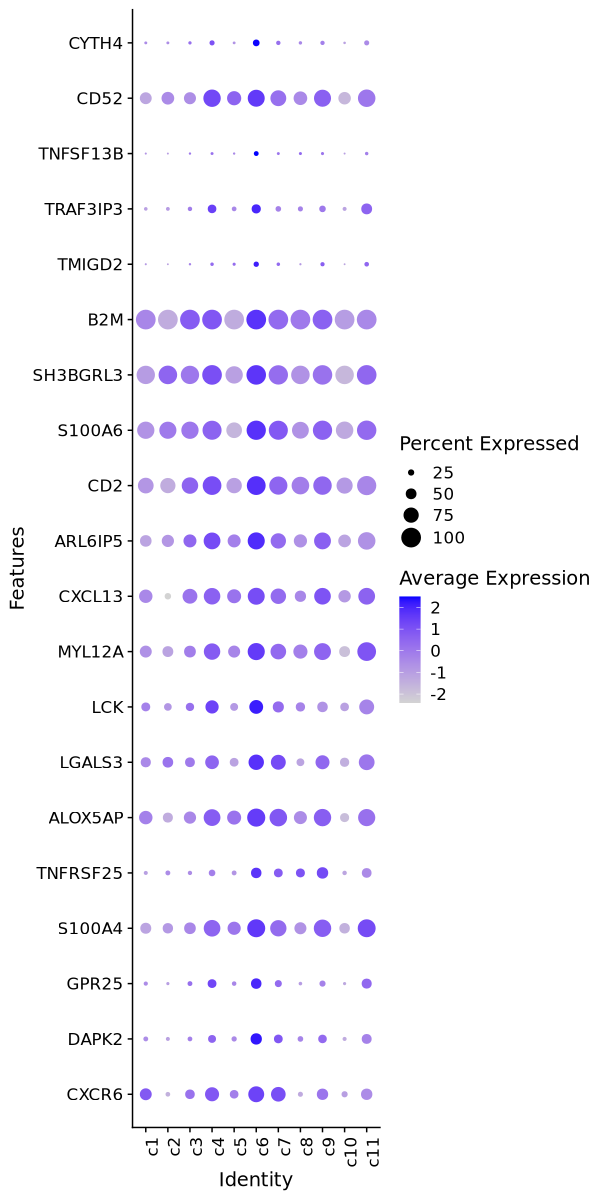 CYTH4
CD52
TNFSF13B
TRAF3IP3
TMIGD2
B2M
SH3BGRL3
S100A6
CD2
ARL6IP5
CXCL13
MYL12A
LCK
LGALS3
ALOX5AP
TNFRSF25
S100A4
GPR25
DAPK2
CXCR6
Features
c1 c2 c3 c4 c5 c6 c7 c8 c9 c10 c11
Identity
Percent Expressed
25
50
75
100
Average Expression
2
1
0
-1
-2